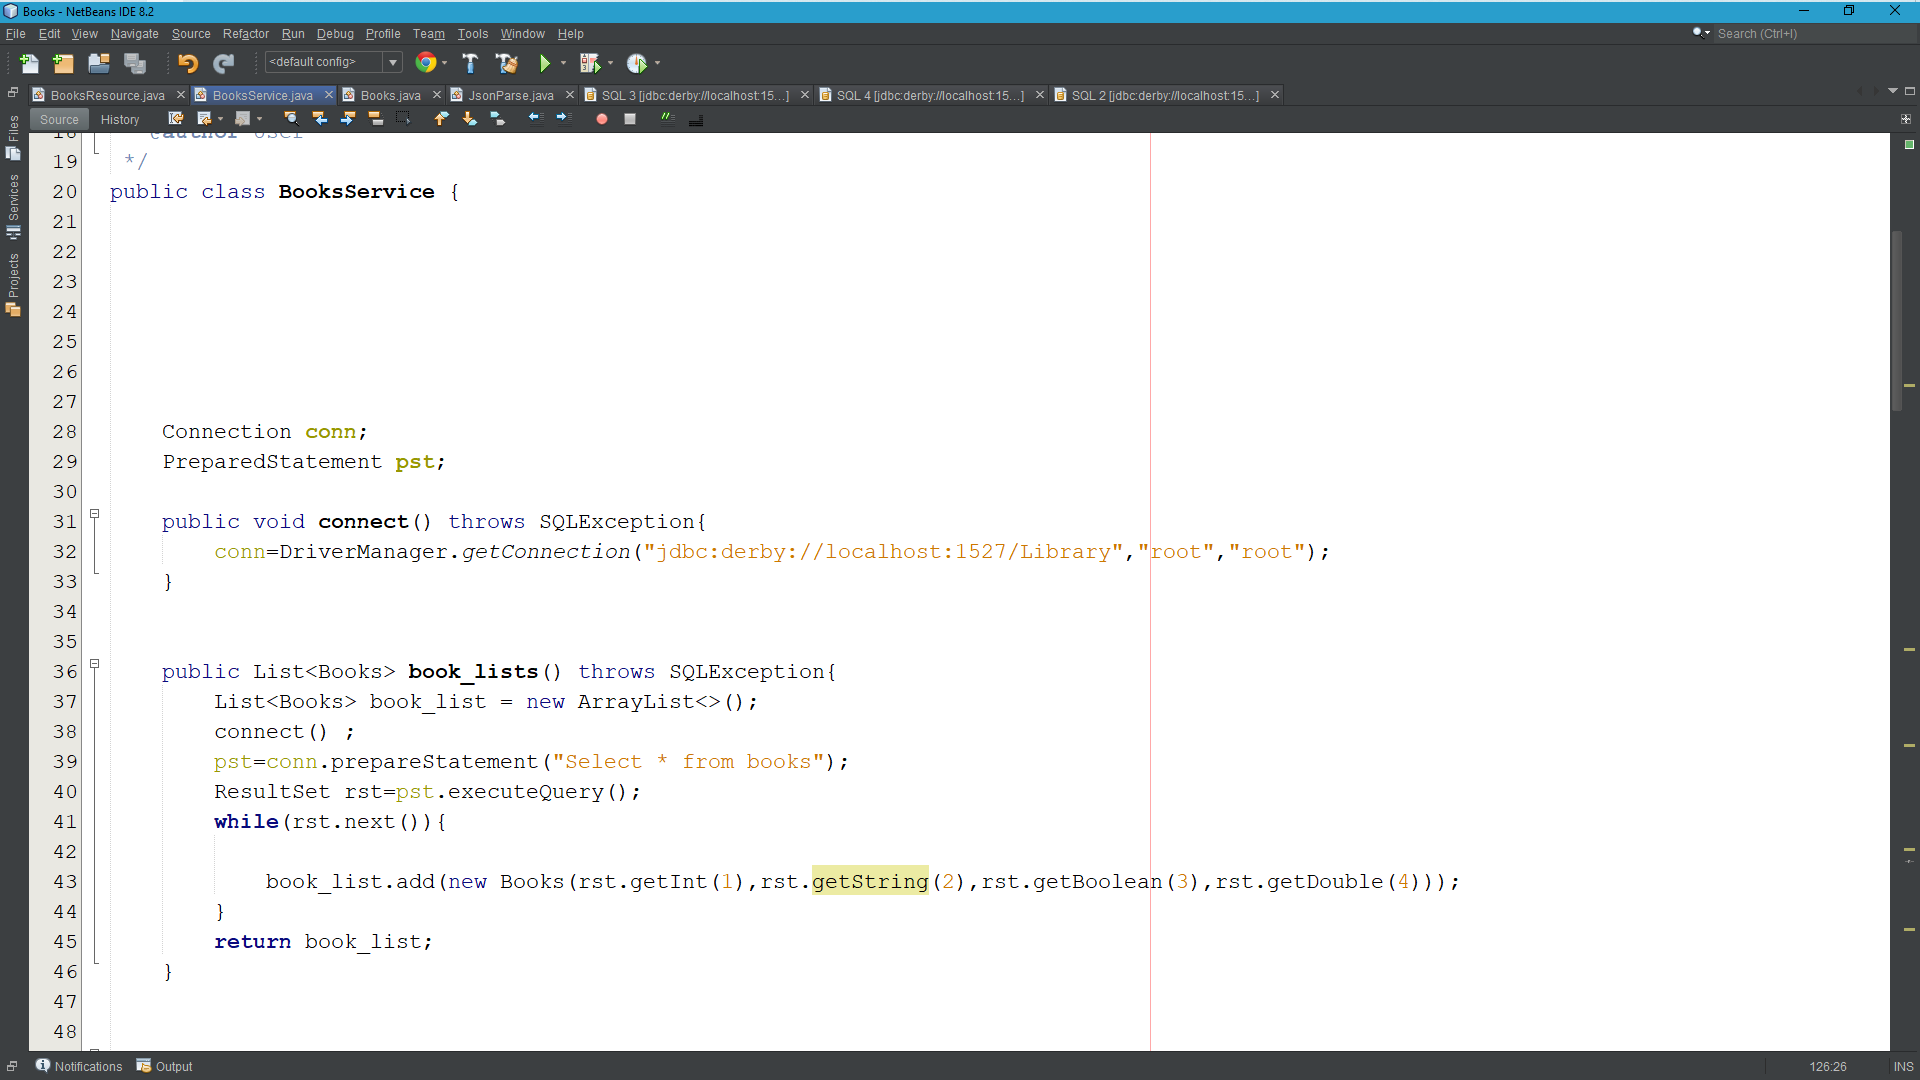 Books - NetBeans IDE 8.2
File Edit View Navigate Source Refactor Run Debug Profile Team Tools Window Help
Search (Ctrl+I)
<default config>
BooksResource.java BooksService.java Books.java JsonParse.java SQL 3 [jdbc:derby://localhost:15...] SQL 4 [jdbc:derby://localhost:15...] SQL 2 [jdbc:derby://localhost:15...]
Source History
Files
Services
Projects
18 @author User
19 */
20 public class BooksService {
21
22
23
24
25
26
27
28 Connection conn;
29 PreparedStatement pst;
30
31 public void connect() throws SQLException{
32 conn=DriverManager.getConnection("jdbc:derby://localhost:1527/Library","root","root");
33 }
34
35
36 public List<Books> book_lists() throws SQLException{
37 List<Books> book_list = new ArrayList<>();
38 connect() ;
39 pst=conn.prepareStatement("Select * from books");
40 ResultSet rst=pst.executeQuery();
41 while(rst.next()){
42
43 book_list.add(new Books(rst.getInt(1),rst.getString(2),rst.getBoolean(3),rst.getDouble(4)));
44 }
45 return book_list;
46 }
47
48
Notifications Output
126:26 INS